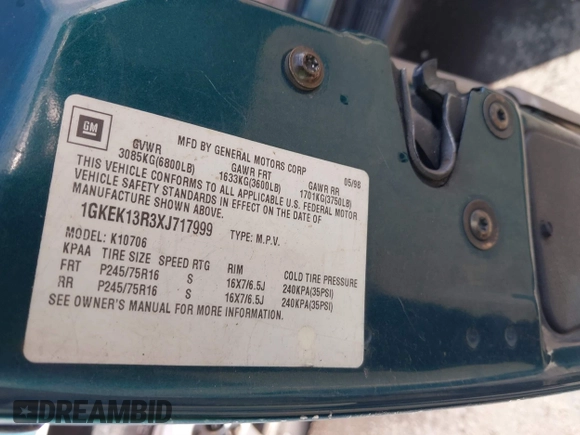 GM
MFD BY GENERAL MOTORS CORP 05/98
GVWR GAWR FRT GAWR RR
3085KG(6800LB) 1633KG(3600LB) 1701KG(3750LB)
THIS VEHICLE CONFORMS TO ALL APPLICABLE U.S. FEDERAL MOTOR
VEHICLE SAFETY STANDARDS IN EFFECT ON THE DATE OF
MANUFACTURE SHOWN ABOVE.
1GKEK13R3XJ717999 TYPE: M.P.V.
MODEL: K10706
KPAA TIRE SIZE SPEED RTG RIM COLD TIRE PRESSURE
FRT P245/75R16 S 16X7/6.5J 240KPA(35PSI)
RR P245/75R16 S 16X7/6.5J 240KPA(35PSI)
SEE OWNER'S MANUAL FOR MORE INFORMATION.
DREAMBID